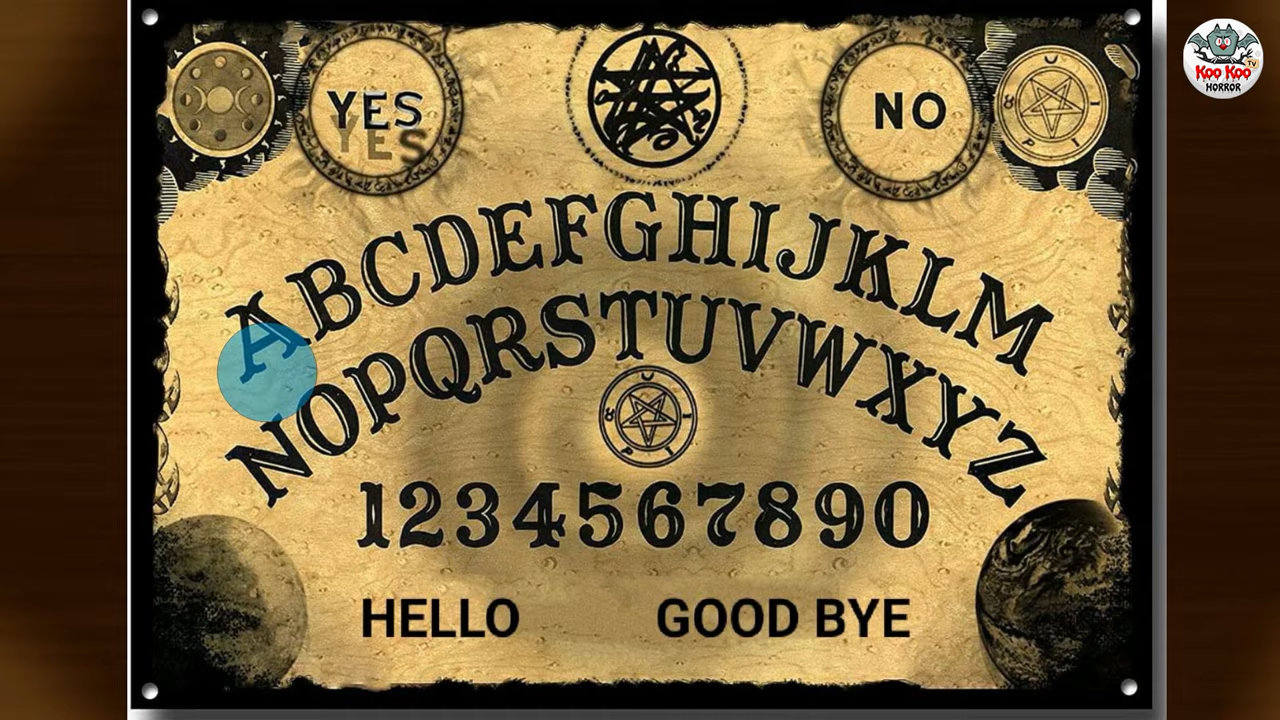 YES
YES
NO
ABCDEFGHIJKLM
NOPQRSTUVWXYZ
1234567890
HELLO
GOOD BYE
Koo Koo
TV
HORROR